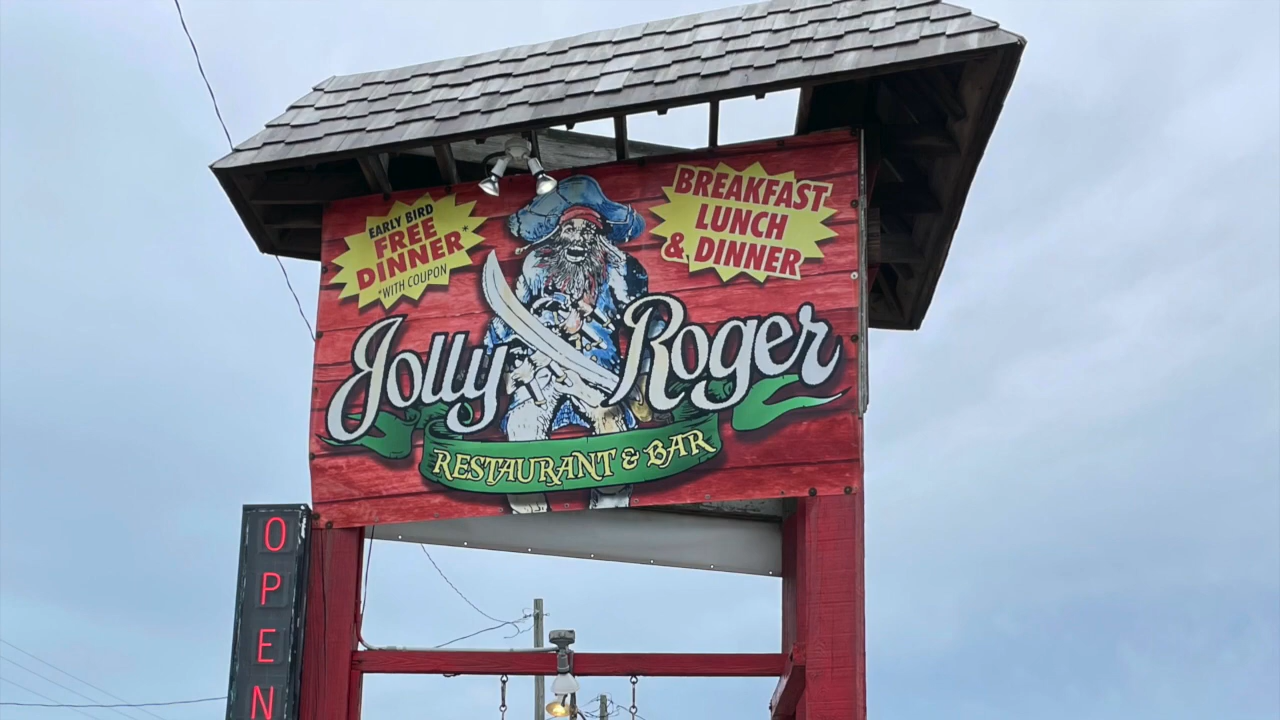 EARLY BIRD
FREE
DINNER*
*WITH COUPON
BREAKFAST
LUNCH
& DINNER
Jolly Roger
RESTAURANT & BAR
OPEN